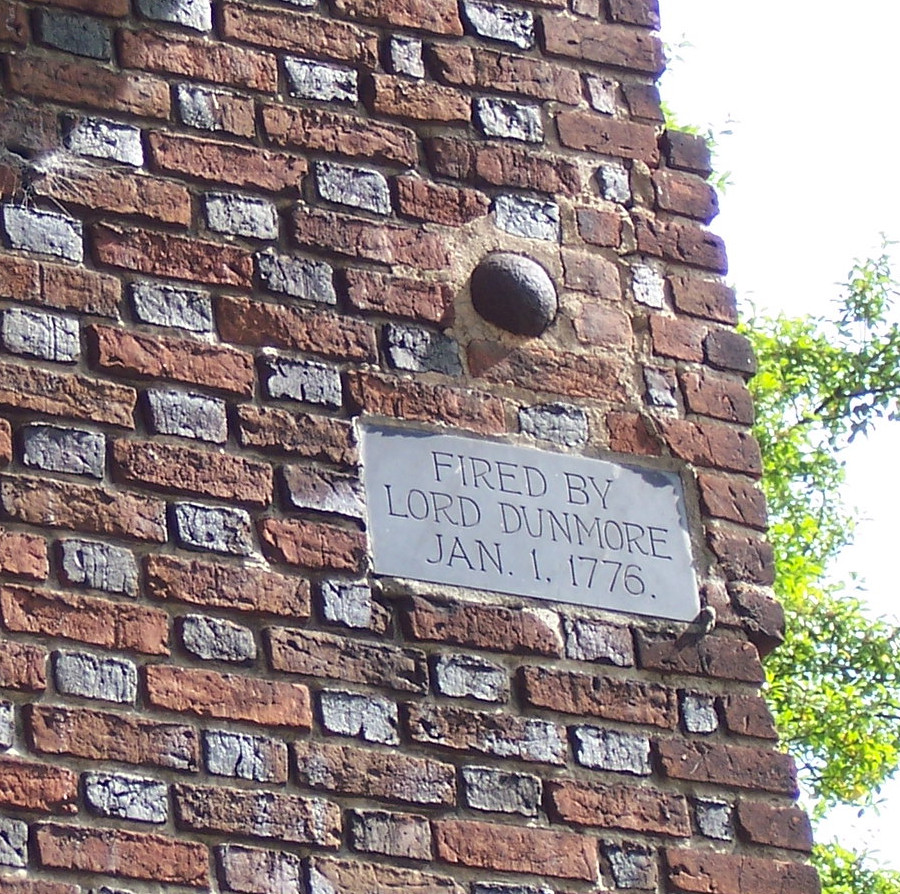 FIRED BY
LORD DUNMORE
JAN. 1. 1776.